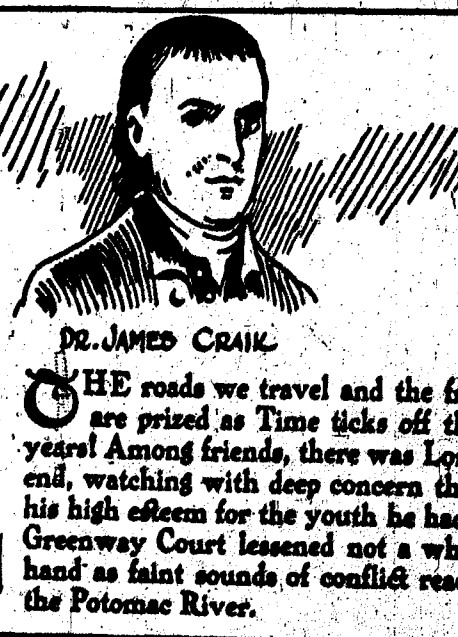 DR. JAMES CRAIK
THE roads we travel and the
are prized as Time ticks off
years! Among friends, there was
end, watching with deep concern
his high esteem for the youth he
Greenway Court lessened not a
hand as faint sounds of conflict
the Potomac River.